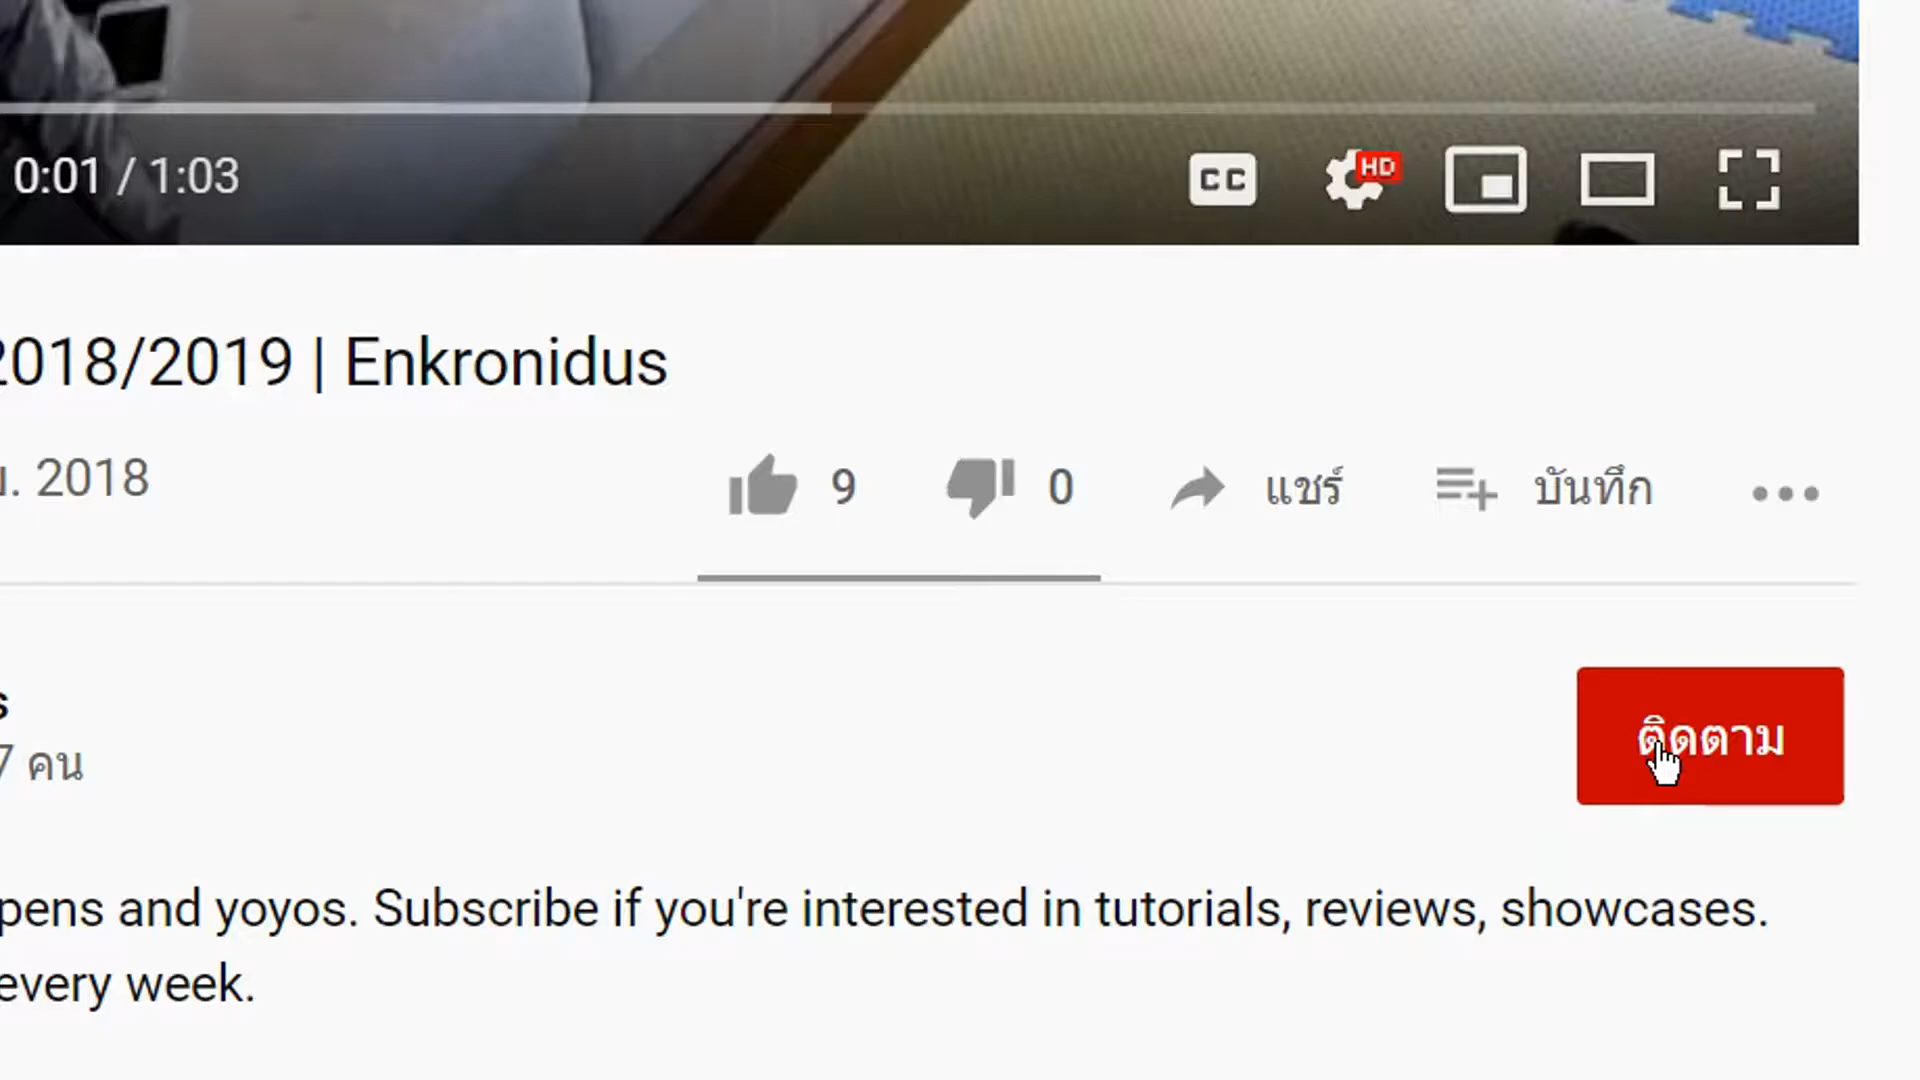 0:01 / 1:03
CC
HD
2018/2019 | Enkronidus
2018
9
0
แชร์
บันทึก
7 คน
ติดตาม
pens and yoyos. Subscribe if you're interested in tutorials, reviews, showcases.
every week.